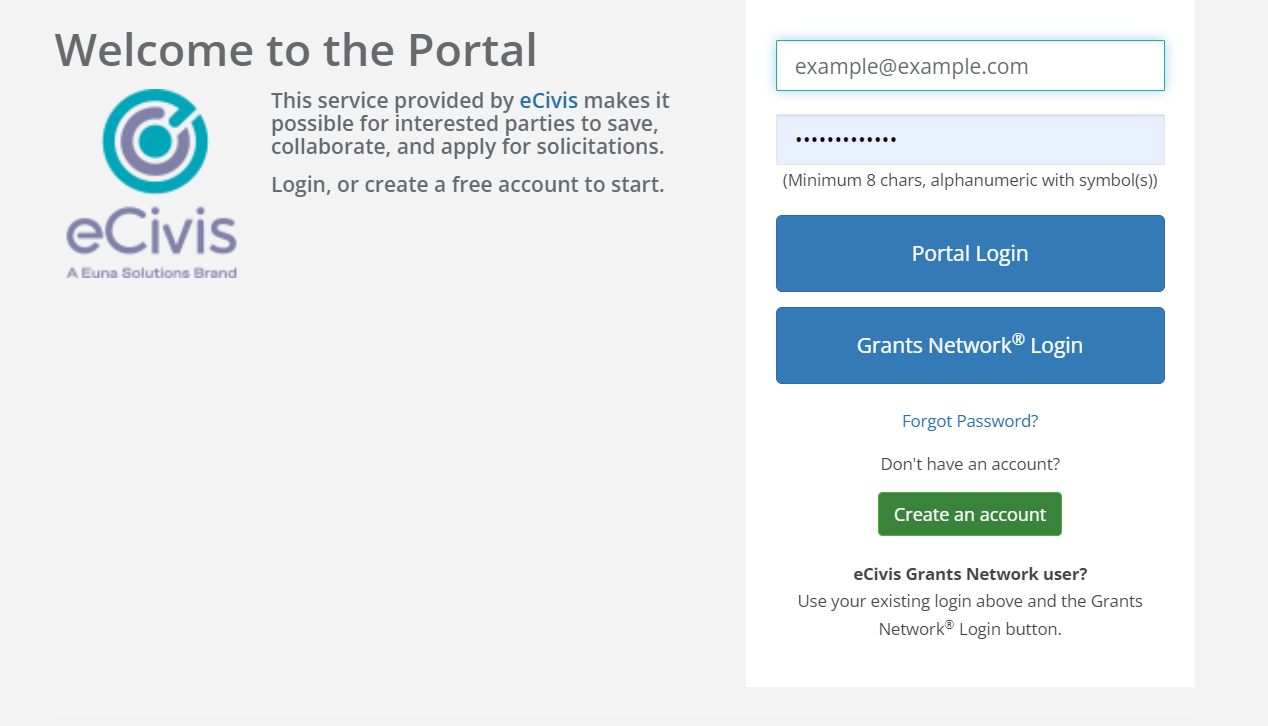 Welcome to the Portal
eCivis
A Euna Solutions Brand
This service provided by eCivis makes it
possible for interested parties to save,
collaborate, and apply for solicitations.
Login, or create a free account to start.
example@example.com
•••••••••••••
(Minimum 8 chars, alphanumeric with symbol(s))
Portal Login
Grants Network® Login
Forgot Password?
Don't have an account?
Create an account
eCivis Grants Network user?
Use your existing login above and the Grants
Network® Login button.